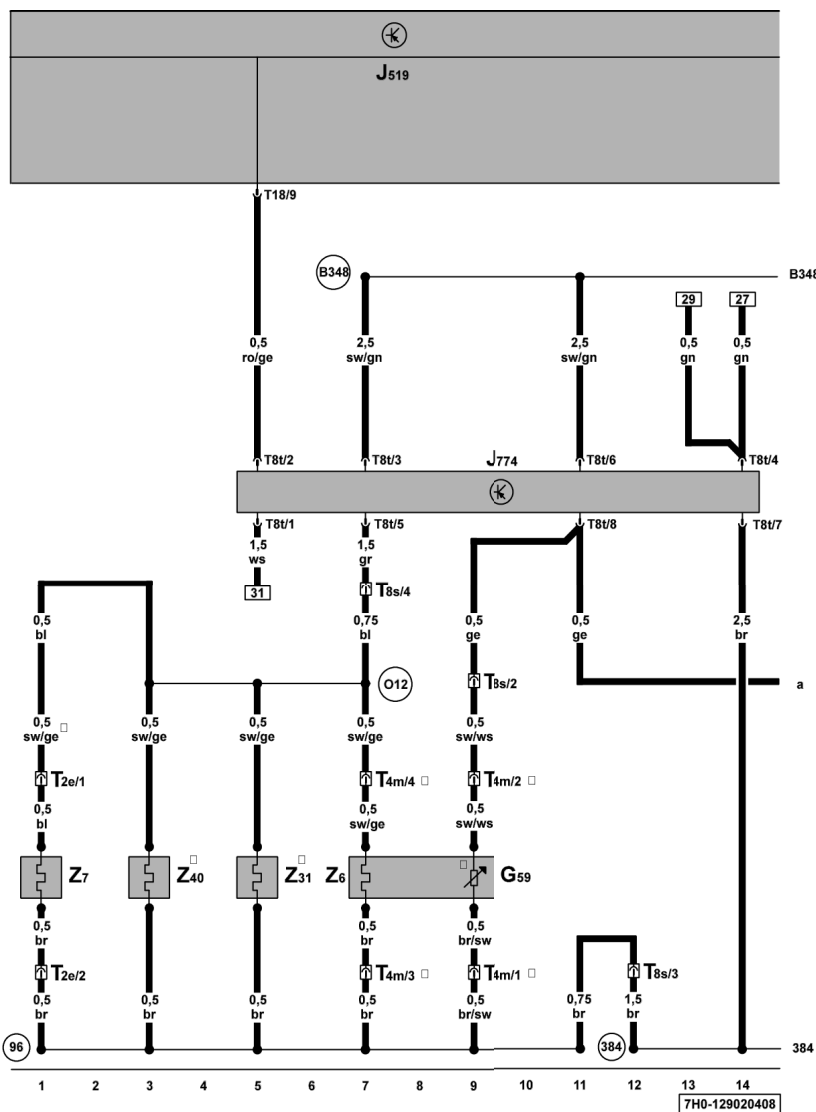 J519
T18/9
B348
B348
29 27
0,5 2,5 2,5 0,5 0,5
ro/ge sw/gn sw/gn gn gn
T8t/2 T8t/3 J774 T8t/6 T8t/4
T8t/1 T8t/5 T8t/8 T8t/7
1,5 1,5
ws gr
31 T8s/4
0,5 0,75 0,5 0,5 2,5
bl bl ge ge br
O12 T8s/2 a
0,5 0,5 0,5 0,5 0,5
sw/ge sw/ge sw/ge sw/ge sw/ws
T2e/1 T4m/4 T4m/2
0,5 0,5 0,5
bl sw/ge sw/ws
Z7 Z40 Z31 Z6 G59
0,5 0,5 0,5
br br br/sw
T2e/2 T4m/3 T4m/1 T8s/3
0,5 0,5 0,5 0,5 0,5 0,75 1,5
br br br br br/sw br br
96 384 384
1 2 3 4 5 6 7 8 9 10 11 12 13 14
7H0-129020408